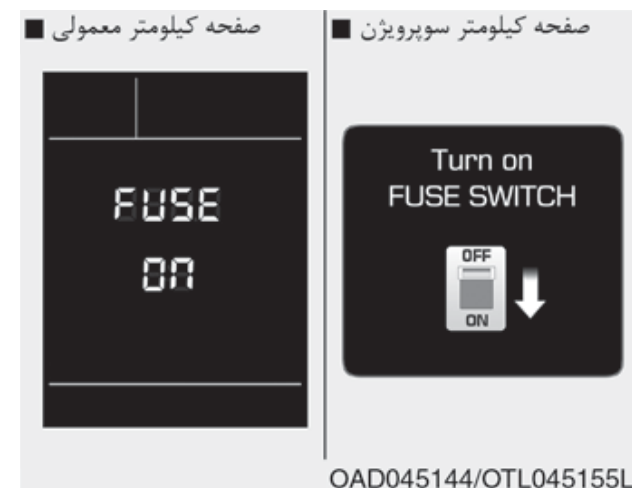 ■ صفحه کیلومتر سوپرویژن
Turn on
FUSE SWITCH
OFF
ON
■ صفحه کیلومتر معمولی
FUSE
on
OAD045144/OTL045155L